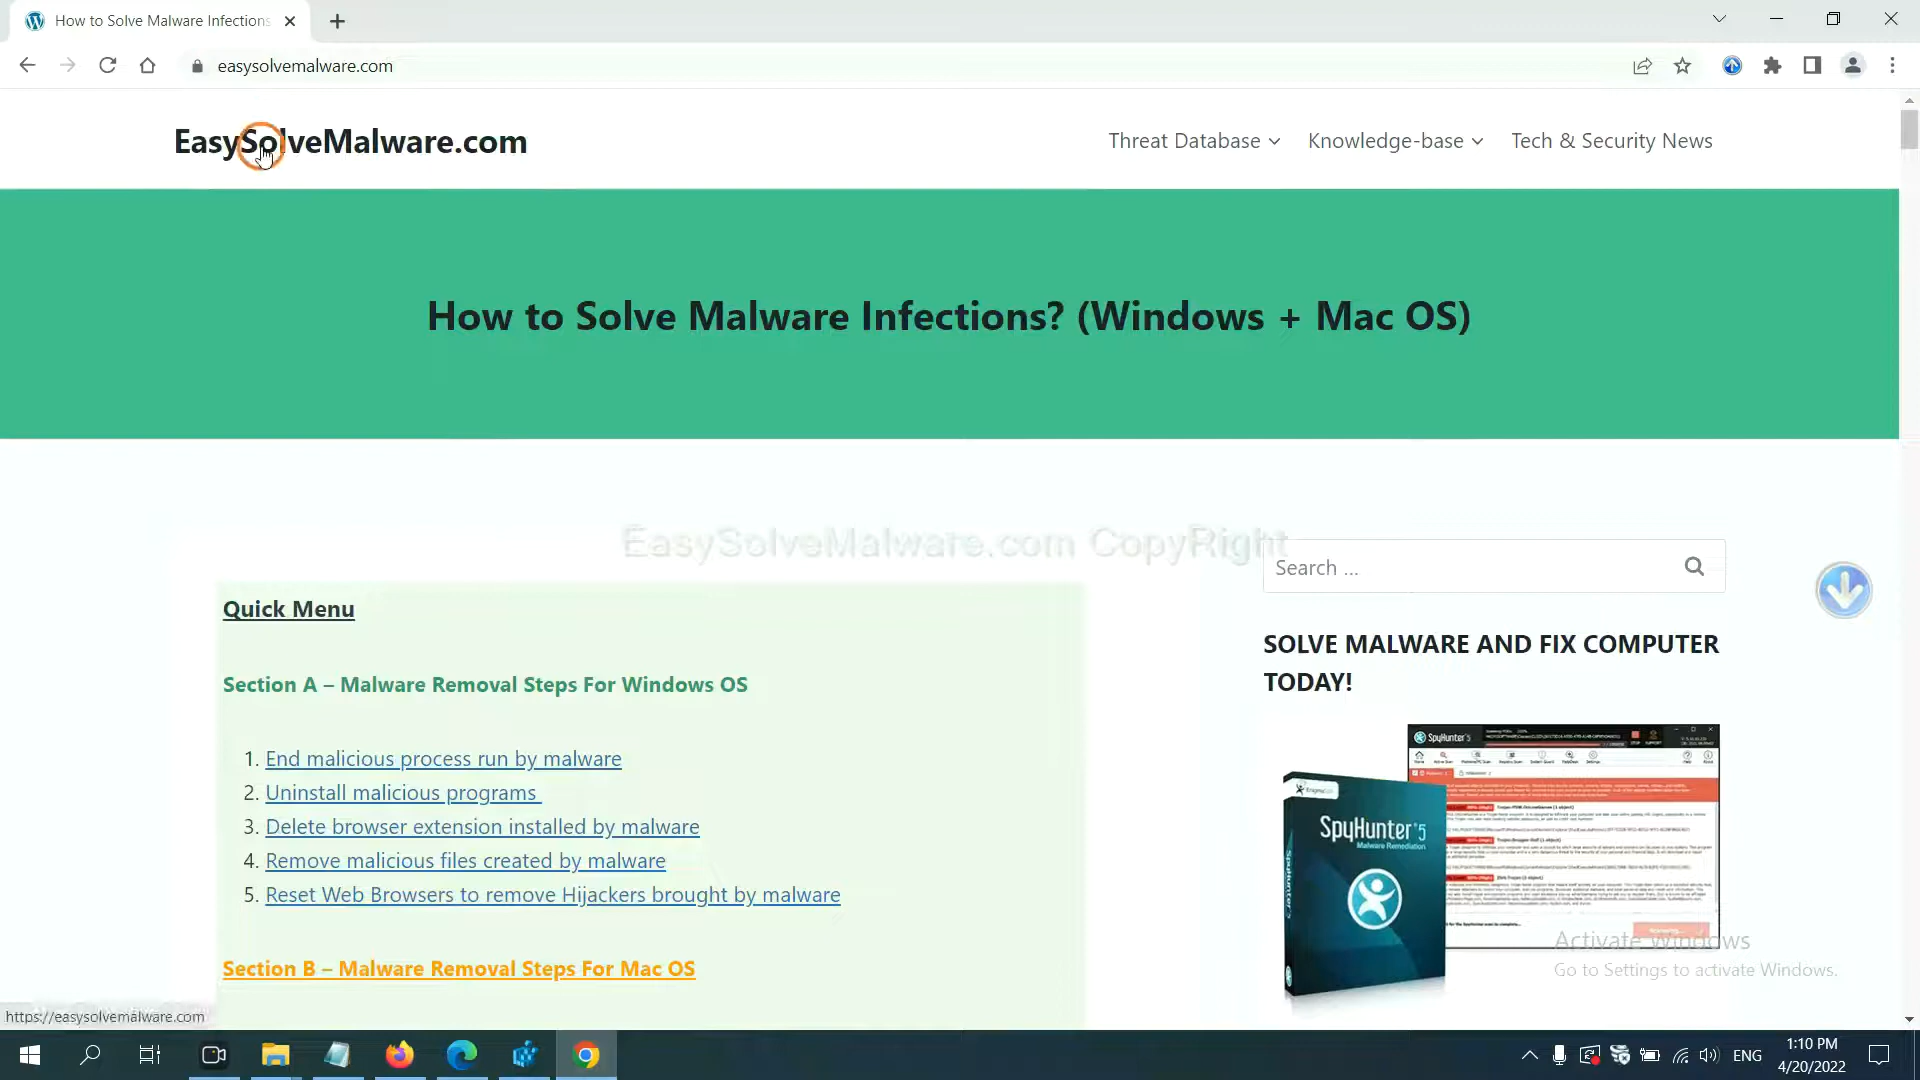 How to Solve Malware Infections
easysolvemalware.com
EasySolveMalware.com
Threat Database
Knowledge-base
Tech & Security News
How to Solve Malware Infections? (Windows + Mac OS)
EasySolveMalware.com CopyRight
Search ...
Quick Menu
SOLVE MALWARE AND FIX COMPUTER
TODAY!
Section A – Malware Removal Steps For Windows OS
1. End malicious process run by malware
2. Uninstall malicious programs
3. Delete browser extension installed by malware
4. Remove malicious files created by malware
5. Reset Web Browsers to remove Hijackers brought by malware
Section B – Malware Removal Steps For Mac OS
SpyHunter 5
EnigmaSoft
SpyHunter 5
Malware Remediation
Activate Windows
Go to Settings to activate Windows.
https://easysolvemalware.com
ENG
1:10 PM
4/20/2022